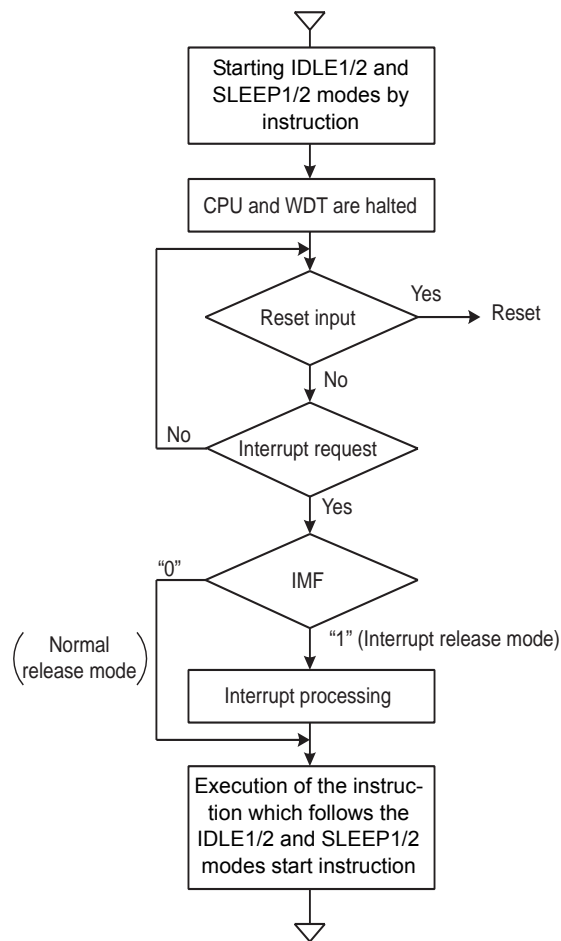 Starting IDLE1/2 and
SLEEP1/2 modes by
instruction
CPU and WDT are halted
Reset input
Yes
Reset
No
Interrupt request
No
Yes
IMF
“0”
“1” (Interrupt release mode)
Normal
release mode
Interrupt processing
Execution of the instruc-
tion which follows the
IDLE1/2 and SLEEP1/2
modes start instruction